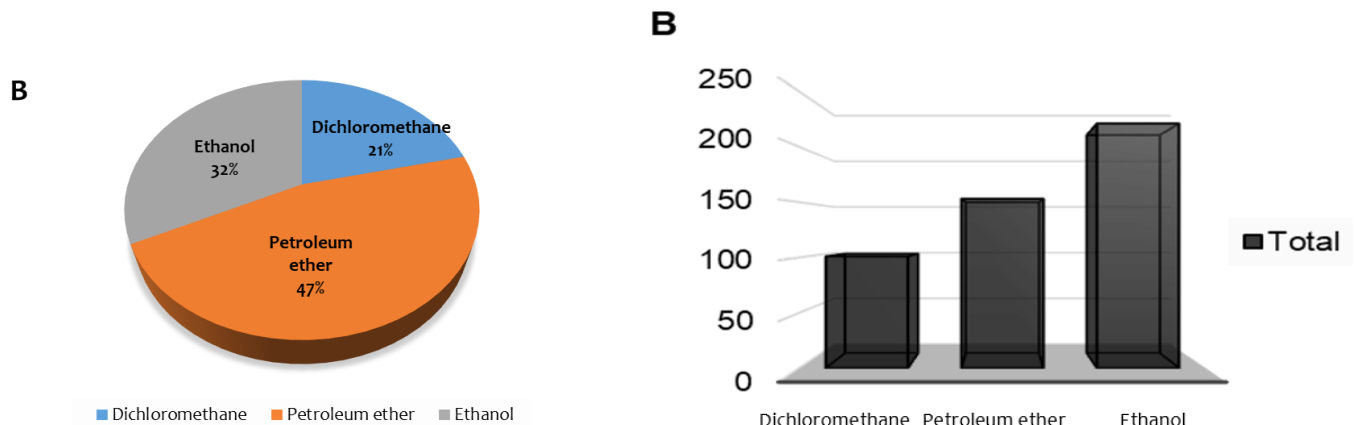 B
Dichloromethane
21%
Ethanol
32%
Petroleum
ether
47%
Dichloromethane Petroleum ether Ethanol
B
250
200
150
100
50
0
Total
Dichloromethane Petroleum ether Ethanol